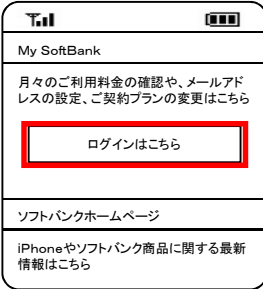 My SoftBank
月々のご利用料金の確認や、メールアド
レスの設定、ご契約プランの変更はこちら
ログインはこちら
ソフトバンクホームページ
iPhoneやソフトバンク商品に関する最新
情報はこちら